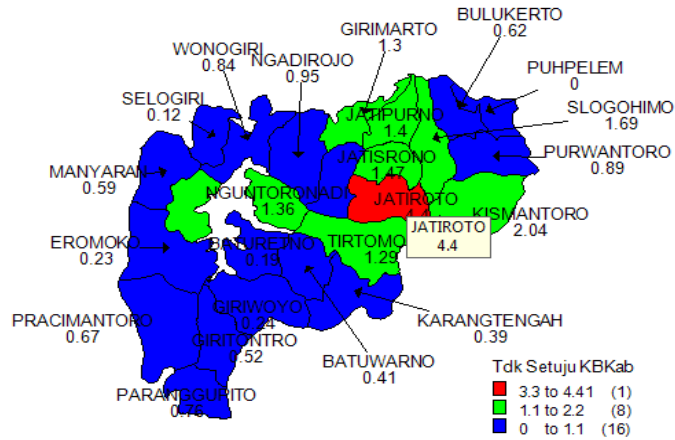 BULUKERTO
0.62
GIRIMARTO
1.3
WONOGIRI
0.84
NGADIROJO
0.95
PUHPELEM
0
SELOGIRI
0.12
SLOGOHIMO
1.69
JATIPURNO
1.4
PURWANTORO
0.89
JATISRONO
1.47
MANYARAN
0.59
NGUNTORONADI
1.36
JATIROTO
KISMANTORO
2.04
JATIROTO
4.4
EROMOKO
0.23
BATURETNO
0.19
TIRTOMO
1.29
PRACIMANTORO
0.67
GIRIWOYO
0.24
KARANGTENGAH
0.39
GIRITONTRO
0.52
BATUWARNO
0.41
PARANGGUPITO
0.76
Tdk Setuju KBKab
3.3 to 4.41 (1)
1.1 to 2.2 (8)
0 to 1.1 (16)